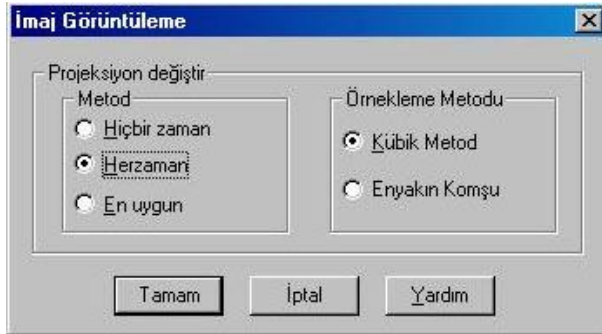 İmaj Görüntüleme
Projeksiyon değiştir
Metod
Hiçbir zaman
Herzaman
En uygun
Örnekleme Metodu
Kübik Metod
Enyakın Komşu
Tamam
İptal
Yardım